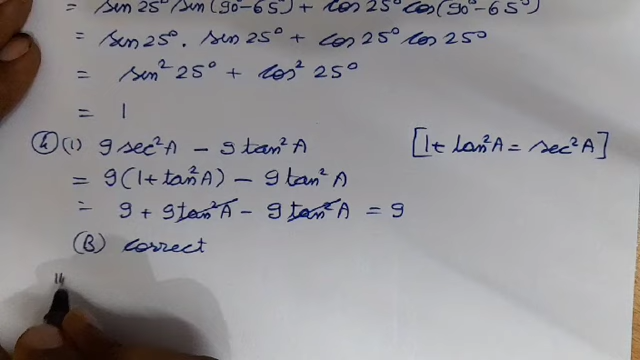 = sin 25° sin(90°-65°) + cos 25° cos(90°-65°)
= sin 25° . sin 25° + cos 25° cos 25°
= sin² 25° + cos² 25°
= 1
④ (1) 9 sec²A - 9 tan²A [1 + tan²A = sec²A]
= 9(1 + tan²A) - 9 tan²A
= 9 + 9 tan²A - 9 tan²A = 9
(B) correct